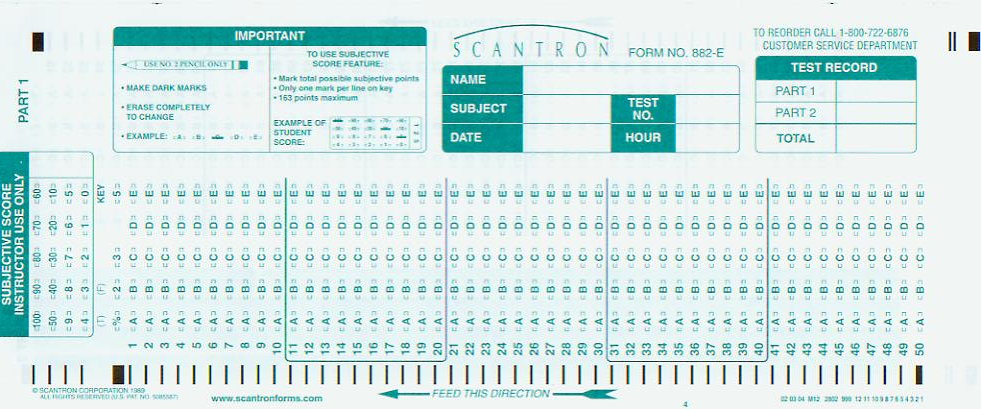 PART 1
IMPORTANT
USE NO. 2 PENCIL ONLY
• MAKE DARK MARKS
• ERASE COMPLETELY
TO CHANGE
• EXAMPLE: A B D E
TO USE SUBJECTIVE
SCORE FEATURE:
• Mark total possible subjective points
• Only one mark per line on key
• 163 points maximum
EXAMPLE OF
STUDENT
SCORE:
SCANTRON FORM NO. 882-E
NAME
SUBJECT TEST NO.
DATE HOUR
TO REORDER CALL 1-800-722-6876
CUSTOMER SERVICE DEPARTMENT
TEST RECORD
PART 1
PART 2
TOTAL
SUBJECTIVE SCORE
INSTRUCTOR USE ONLY
60 10 5 0 KEY 5 E E E E E E E E E E E E E E E E E E E E E E E E E E E E E E E E E E E E E E E E E E E E E E E E E E
70 20 6 1 D D D D D D D D D D D D D D D D D D D D D D D D D D D D D D D D D D D D D D D D D D D D D D D D D D
80 30 7 2 3 C C C C C C C C C C C C C C C C C C C C C C C C C C C C C C C C C C C C C C C C C C C C C C C C C C
90 40 8 3 (F) 2 B B B B B B B B B B B B B B B B B B B B B B B B B B B B B B B B B B B B B B B B B B B B B B B B B B
100 50 9 4 (T) % A A A A A A A A A A A A A A A A A A A A A A A A A A A A A A A A A A A A A A A A A A A A A A A A A A
1 2 3 4 5 6 7 8 9 10 11 12 13 14 15 16 17 18 19 20 21 22 23 24 25 26 27 28 29 30 31 32 33 34 35 36 37 38 39 40 41 42 43 44 45 46 47 48 49 50
© SCANTRON CORPORATION 1989
ALL RIGHTS RESERVED (U.S. PAT. NO. 5085587)
www.scantronforms.com
FEED THIS DIRECTION
4
02 03 04 M12 2802 999 12 11 10 9 8 7 6 5 4 3 2 1